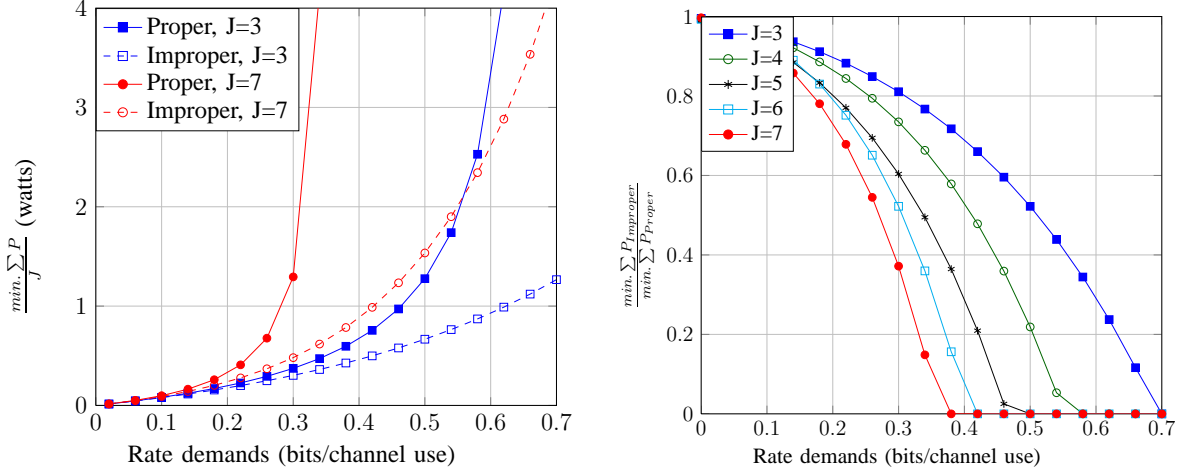 4
3
2
1
0
0
0.1
0.2
0.3
0.4
0.5
0.6
0.7
Proper, J=3
Improper, J=3
Proper, J=7
Improper, J=7
min. ∑ P / J (watts)
Rate demands (bits/channel use)
1
0.8
0.6
0.4
0.2
0
0
0.1
0.2
0.3
0.4
0.5
0.6
0.7
J=3
J=4
J=5
J=6
J=7
min. ∑ P_Improper / min. ∑ P_Proper
Rate demands (bits/channel use)